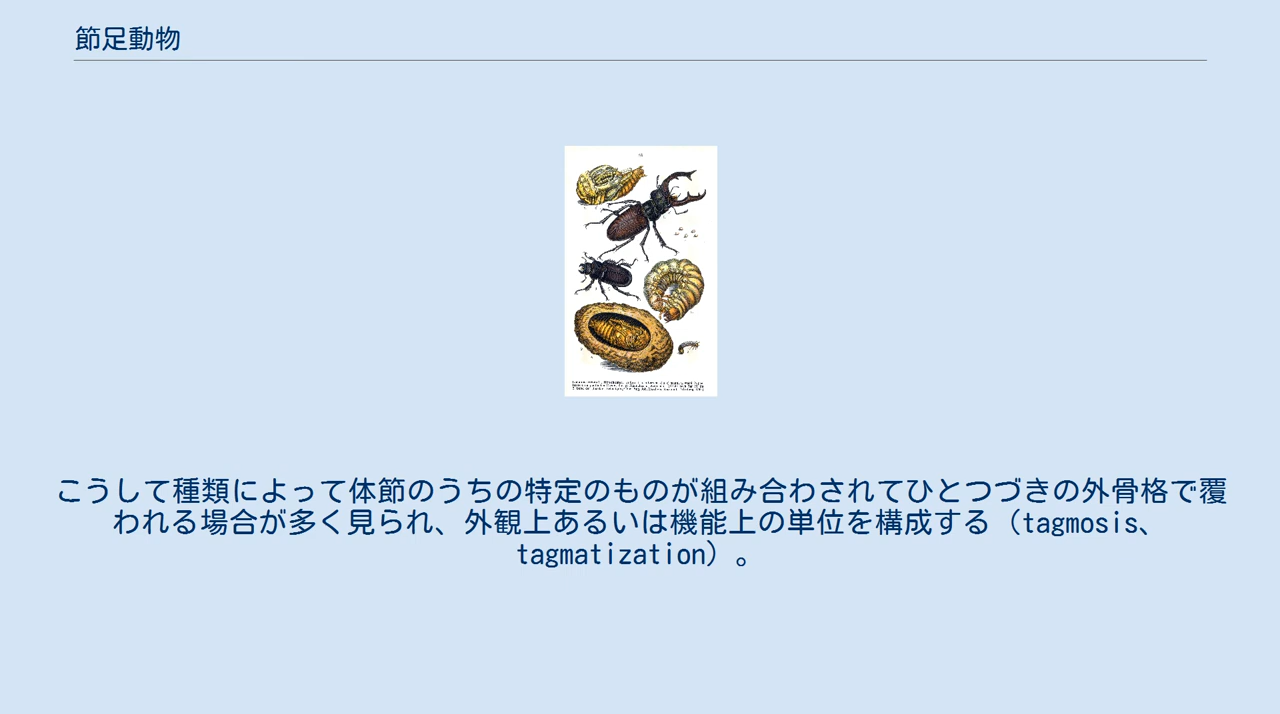 節足動物
こうして種類によって体節のうちの特定のものが組み合わされてひとつづきの外骨格で覆
われる場合が多く見られ、外観上あるいは機能上の単位を構成する（tagmosis、
tagmatization）。